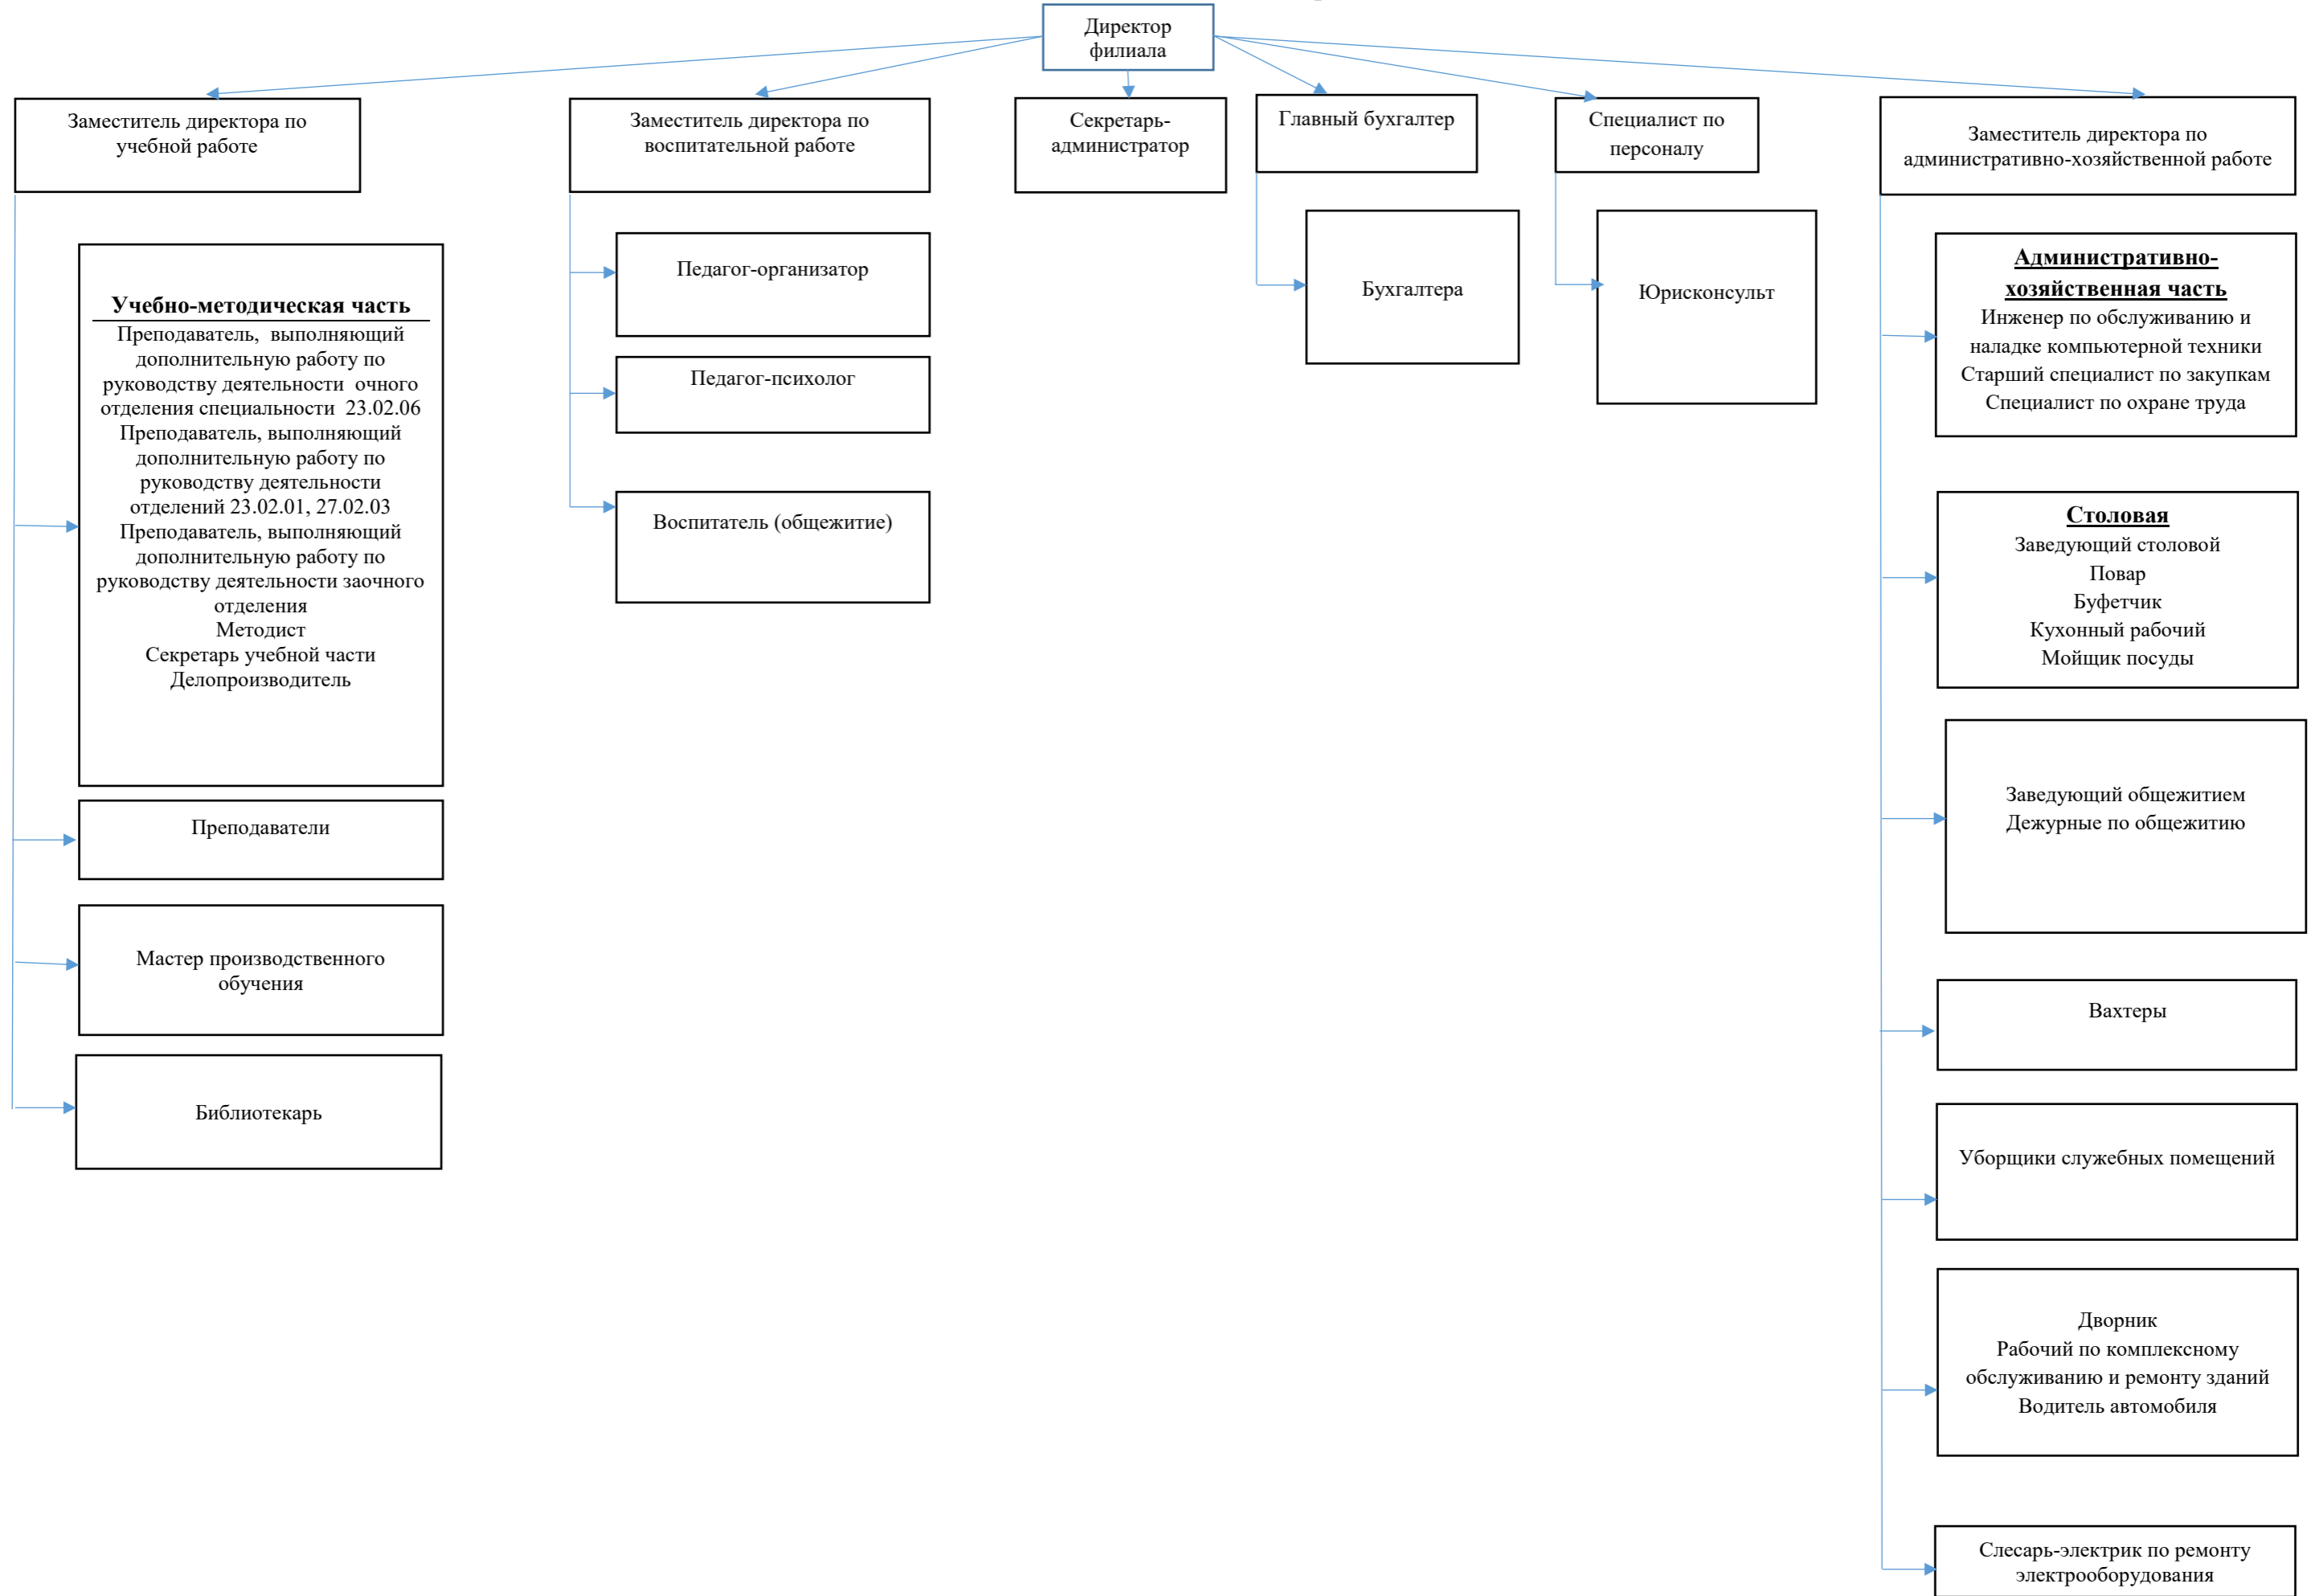 Директор
филиала
Заместитель директора по
учебной работе
Заместитель директора по
воспитательной работе
Секретарь-
администратор
Главный бухгалтер
Специалист по
персоналу
Заместитель директора по
административно-хозяйственной работе
Учебно-методическая часть
Преподаватель, выполняющий
дополнительную работу по
руководству деятельности очного
отделения специальности 23.02.06
Преподаватель, выполняющий
дополнительную работу по
руководству деятельности
отделений 23.02.01, 27.02.03
Преподаватель, выполняющий
дополнительную работу по
руководству деятельности заочного
отделения
Методист
Секретарь учебной части
Делопроизводитель
Преподаватели
Мастер производственного
обучения
Библиотекарь
Педагог-организатор
Педагог-психолог
Воспитатель (общежитие)
Бухгалтера
Юрисконсульт
Административно-
хозяйственная часть
Инженер по обслуживанию и
наладке компьютерной техники
Старший специалист по закупкам
Специалист по охране труда
Столовая
Заведующий столовой
Повар
Буфетчик
Кухонный рабочий
Мойщик посуды
Заведующий общежитием
Дежурные по общежитию
Вахтеры
Уборщики служебных помещений
Дворник
Рабочий по комплексному
обслуживанию и ремонту зданий
Водитель автомобиля
Слесарь-электрик по ремонту
электрооборудования